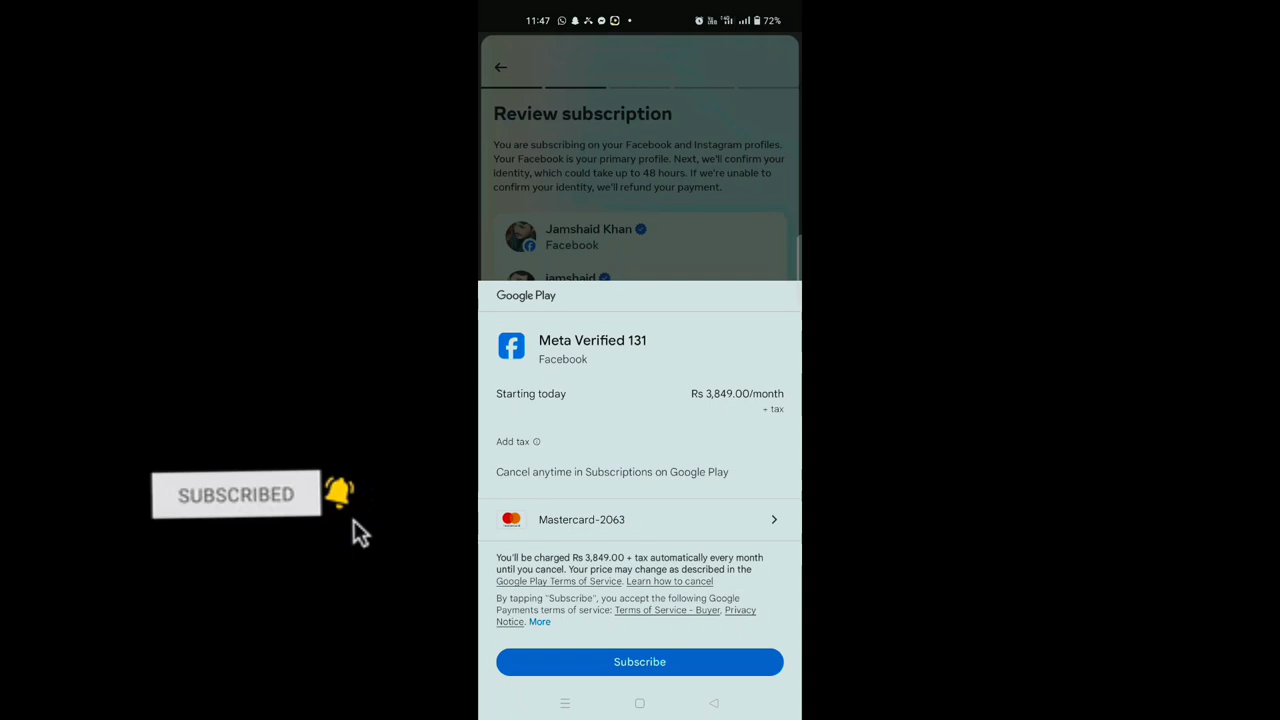 11:47
72%
Review subscription
You are subscribing on your Facebook and Instagram profiles.
Your Facebook is your primary profile. Next, we'll confirm your
identity, which could take up to 48 hours. If we're unable to
confirm your identity, we'll refund your payment.
Jamshaid Khan
Facebook
jamshaid
Google Play
Meta Verified 131
Facebook
Starting today Rs 3,849.00/month
+ tax
Add tax
Cancel anytime in Subscriptions on Google Play
SUBSCRIBED
Mastercard-2063
You'll be charged Rs 3,849.00 + tax automatically every month
until you cancel. Your price may change as described in the
Google Play Terms of Service. Learn how to cancel
By tapping "Subscribe", you accept the following Google
Payments terms of service: Terms of Service - Buyer, Privacy
Notice. More
Subscribe